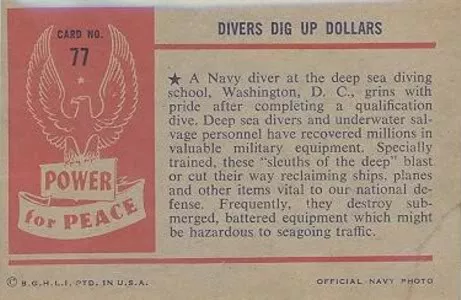 CARD NO.
77
POWER
for PEACE
DIVERS DIG UP DOLLARS
★ A Navy diver at the deep sea diving
school, Washington, D. C., grins with
pride after completing a qualification
dive. Deep sea divers and underwater sal-
vage personnel have recovered millions in
valuable military equipment. Specially
trained, these "sleuths of the deep" blast
or cut their way reclaiming ships, planes
and other items vital to our national de-
fense. Frequently, they destroy sub-
merged, battered equipment which might
be hazardous to seagoing traffic.
© B.G.H.L.I. PTD. IN U.S.A.
OFFICIAL NAVY PHOTO